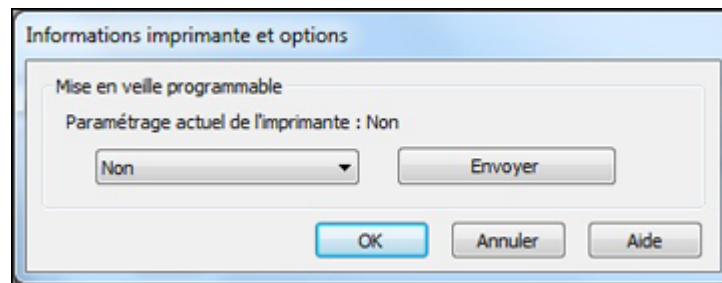 Informations imprimante et options
Mise en veille programmable
Paramétrage actuel de l'imprimante : Non
Non Envoyer
OK Annuler Aide